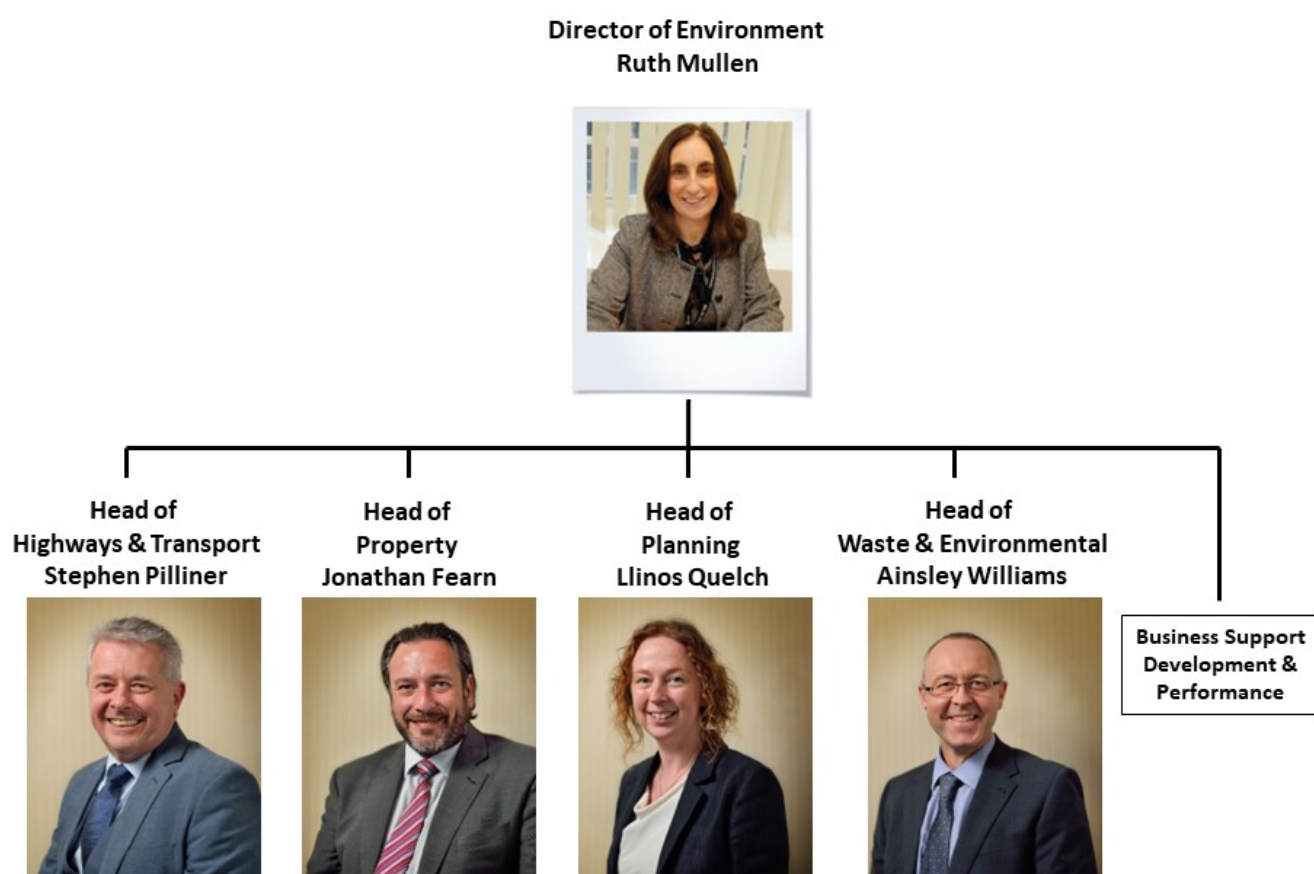 Director of Environment
Ruth Mullen
Head of
Highways & Transport
Stephen Pilliner
Head of
Property
Jonathan Fearn
Head of
Planning
Llinos Quelch
Head of
Waste & Environmental
Ainsley Williams
Business Support
Development &
Performance